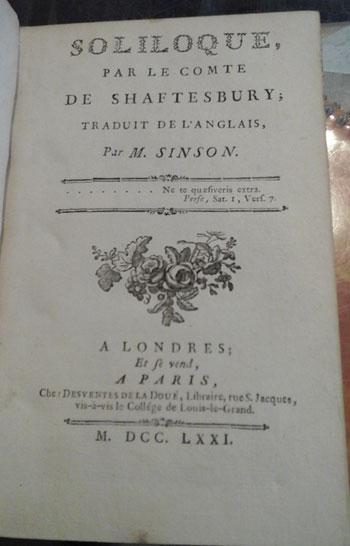 SOLILOQUE,
PAR LE COMTE
DE SHAFTESBURY;
TRADUIT DE L'ANGLAIS,
Par M. SINSON.
. . . . . . . . Ne te quæsiveris extra.
Perse, Sat. 1, Vers. 7.
A LONDRES;
Et se vend,
A PARIS,
Chez DESVENTES DE LA DOUÉ, Libraire, rue S. Jacques,
vis-à-vis le Collége de Louis-le-Grand.
M. DCC. LXXI.